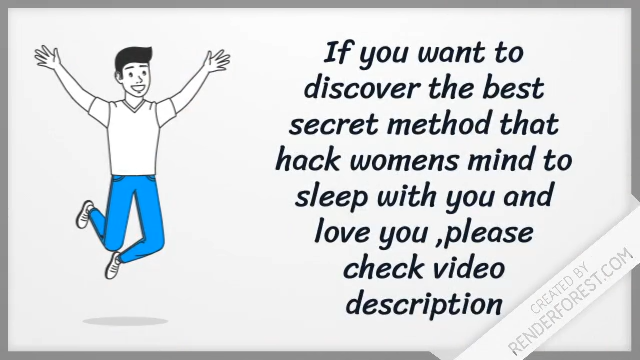 If you want to
discover the best
secret method that
hack womens mind to
sleep with you and
love you ,please
check video
description
CREATED BY
RENDERFOREST.COM